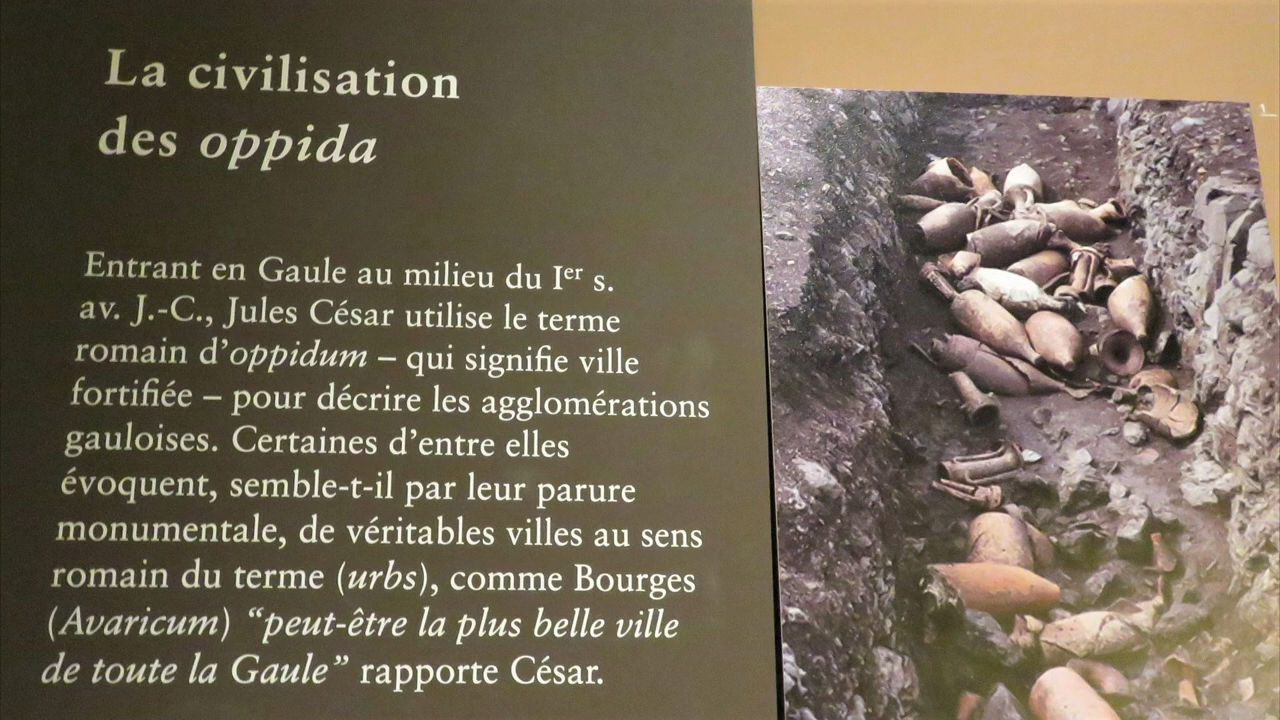 La civilisation
des oppida
Entrant en Gaule au milieu du Ier s.
av. J.-C., Jules César utilise le terme
romain d’oppidum – qui signifie ville
fortifiée – pour décrire les agglomérations
gauloises. Certaines d’entre elles
évoquent, semble-t-il par leur parure
monumentale, de véritables villes au sens
romain du terme (urbs), comme Bourges
(Avaricum) “peut-être la plus belle ville
de toute la Gaule” rapporte César.